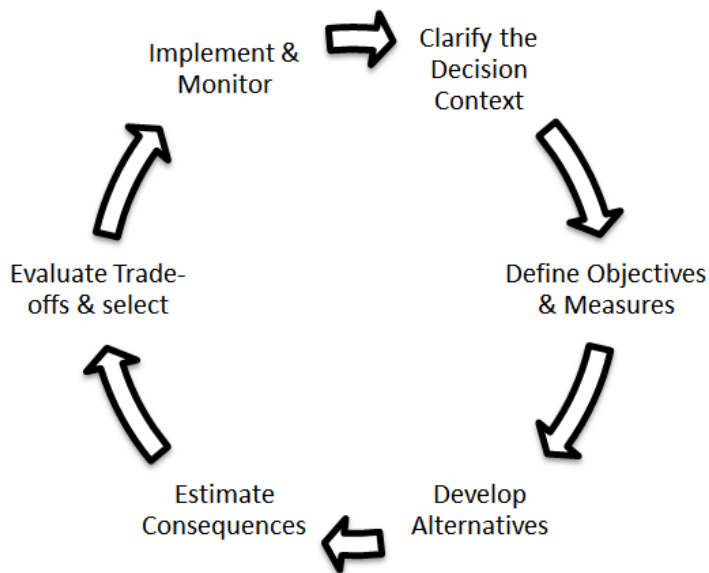 Clarify the
Decision
Context
Define Objectives
& Measures
Develop
Alternatives
Estimate
Consequences
Evaluate Trade-
offs & select
Implement &
Monitor